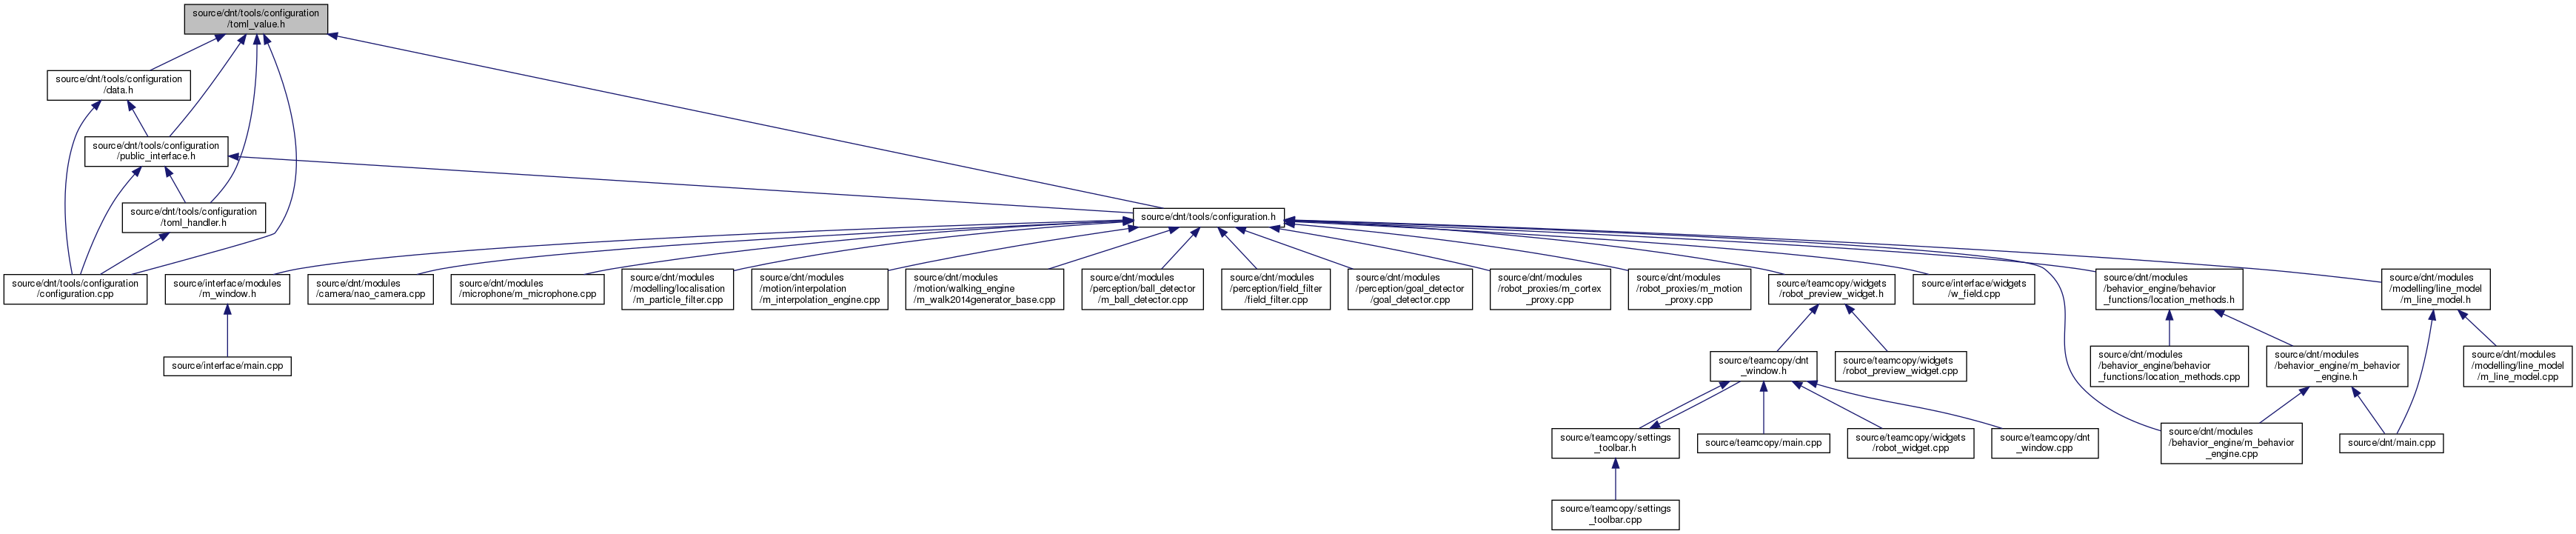 source/dnt/tools/configuration
/toml_value.h
source/dnt/tools/configuration
/data.h
source/dnt/tools/configuration
/public_interface.h
source/dnt/tools/configuration
/toml_handler.h
source/dnt/tools/configuration.h
source/dnt/tools/configuration
/configuration.cpp
source/interface/modules
/m_window.h
source/dnt/modules
/camera/nao_camera.cpp
source/dnt/modules
/microphone/m_microphone.cpp
source/dnt/modules
/modelling/localisation
/m_particle_filter.cpp
source/dnt/modules
/motion/interpolation
/m_interpolation_engine.cpp
source/dnt/modules
/motion/walking_engine
/m_walk2014generator_base.cpp
source/dnt/modules
/perception/ball_detector
/m_ball_detector.cpp
source/dnt/modules
/perception/field_filter
/field_filter.cpp
source/dnt/modules
/perception/goal_detector
/goal_detector.cpp
source/dnt/modules
/robot_proxies/m_cortex
_proxy.cpp
source/dnt/modules
/robot_proxies/m_motion
_proxy.cpp
source/teamcopy/widgets
/robot_preview_widget.h
source/interface/widgets
/w_field.cpp
source/dnt/modules
/behavior_engine/behavior
_functions/location_methods.h
source/dnt/modules
/modelling/line_model
/m_line_model.h
source/interface/main.cpp
source/teamcopy/dnt
_window.h
source/teamcopy/widgets
/robot_preview_widget.cpp
source/dnt/modules
/behavior_engine/behavior
_functions/location_methods.cpp
source/dnt/modules
/behavior_engine/m_behavior
_engine.h
source/dnt/modules
/modelling/line_model
/m_line_model.cpp
source/teamcopy/settings
_toolbar.h
source/teamcopy/main.cpp
source/teamcopy/widgets
/robot_widget.cpp
source/teamcopy/dnt
_window.cpp
source/dnt/modules
/behavior_engine/m_behavior
_engine.cpp
source/dnt/main.cpp
source/teamcopy/settings
_toolbar.cpp